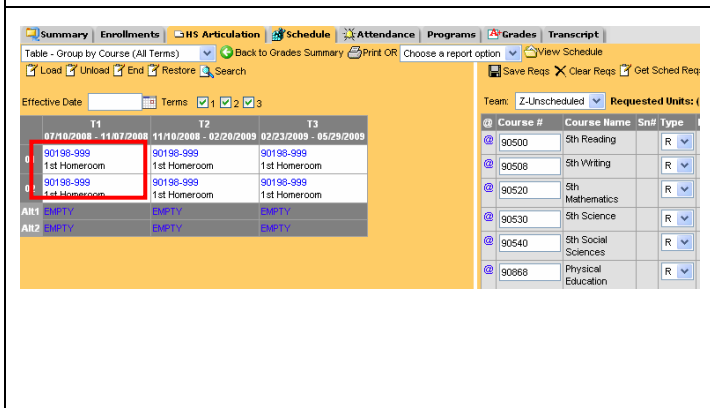 Summary Enrollments HS Articulation Schedule Attendance Programs Grades Transcript
Table - Group by Course (All Terms) Back to Grades Summary Print OR Choose a report option View Schedule
Load Unload End Restore Search
Save Reqs Clear Reqs Get Sched Req
Effective Date Terms 1 2 3
Team: Z-Unscheduled Requested Units: (
T1 T2 T3
07/10/2008 - 11/07/2008 11/10/2008 - 02/20/2009 02/23/2009 - 05/29/2009
01 90198-999 90198-999 90198-999
1st Homeroom 1st Homeroom 1st Homeroom
02 90198-999 90198-999 90198-999
1st Homeroom 1st Homeroom 1st Homeroom
Alt1 EMPTY EMPTY EMPTY
Alt2 EMPTY EMPTY EMPTY
@ Course # Course Name Sn# Type
@ 90500 5th Reading R
@ 90508 5th Writing R
@ 90520 5th Mathematics R
@ 90530 5th Science R
@ 90540 5th Social Sciences R
@ 90868 Physical Education R